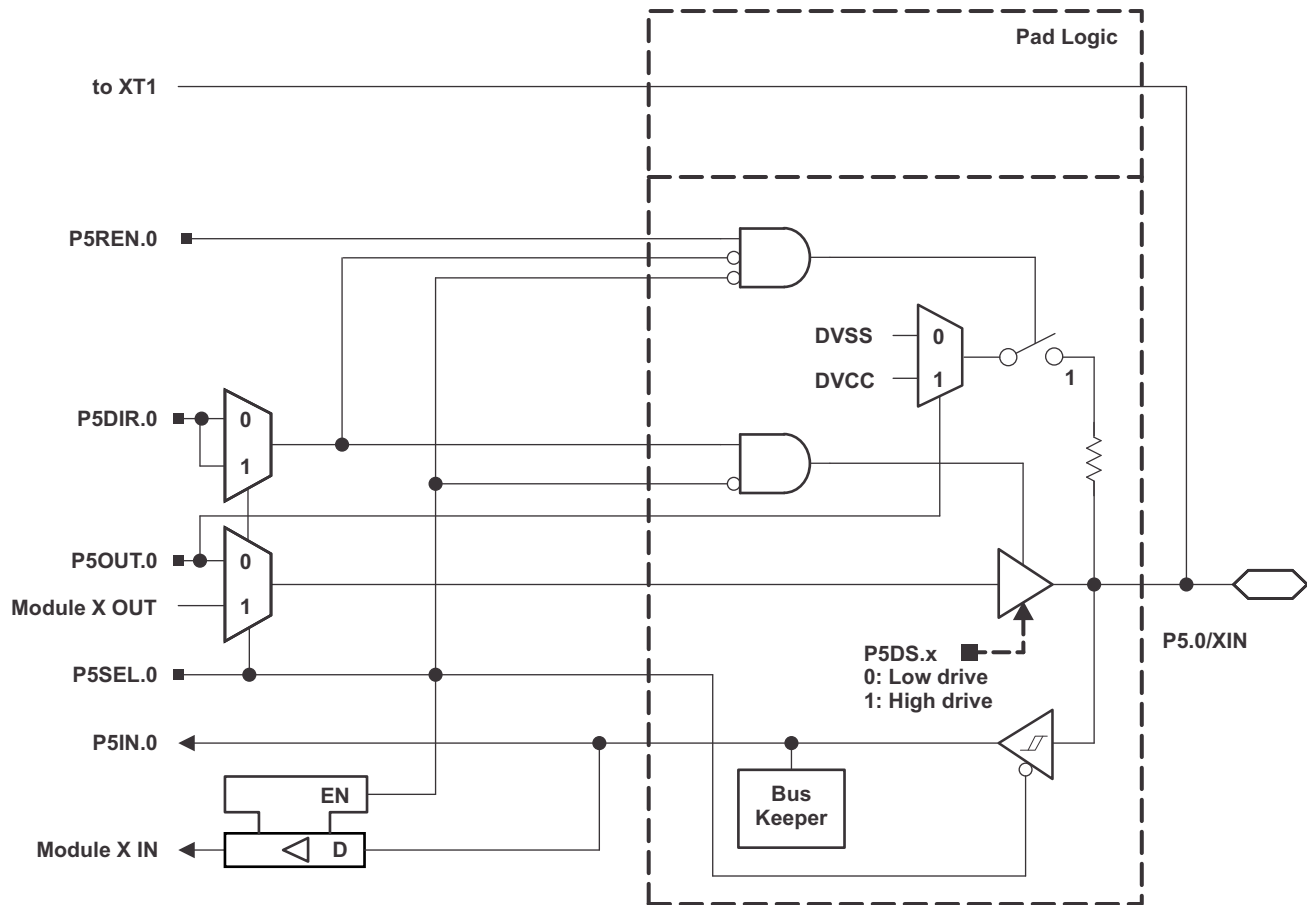 Pad Logic
to XT1
P5REN.0
DVSS
0
DVCC
1
1
P5DIR.0
0
1
P5OUT.0
0
Module X OUT
1
P5SEL.0
P5DS.x
0: Low drive
1: High drive
P5.0/XIN
P5IN.0
Bus
Keeper
EN
Module X IN
D